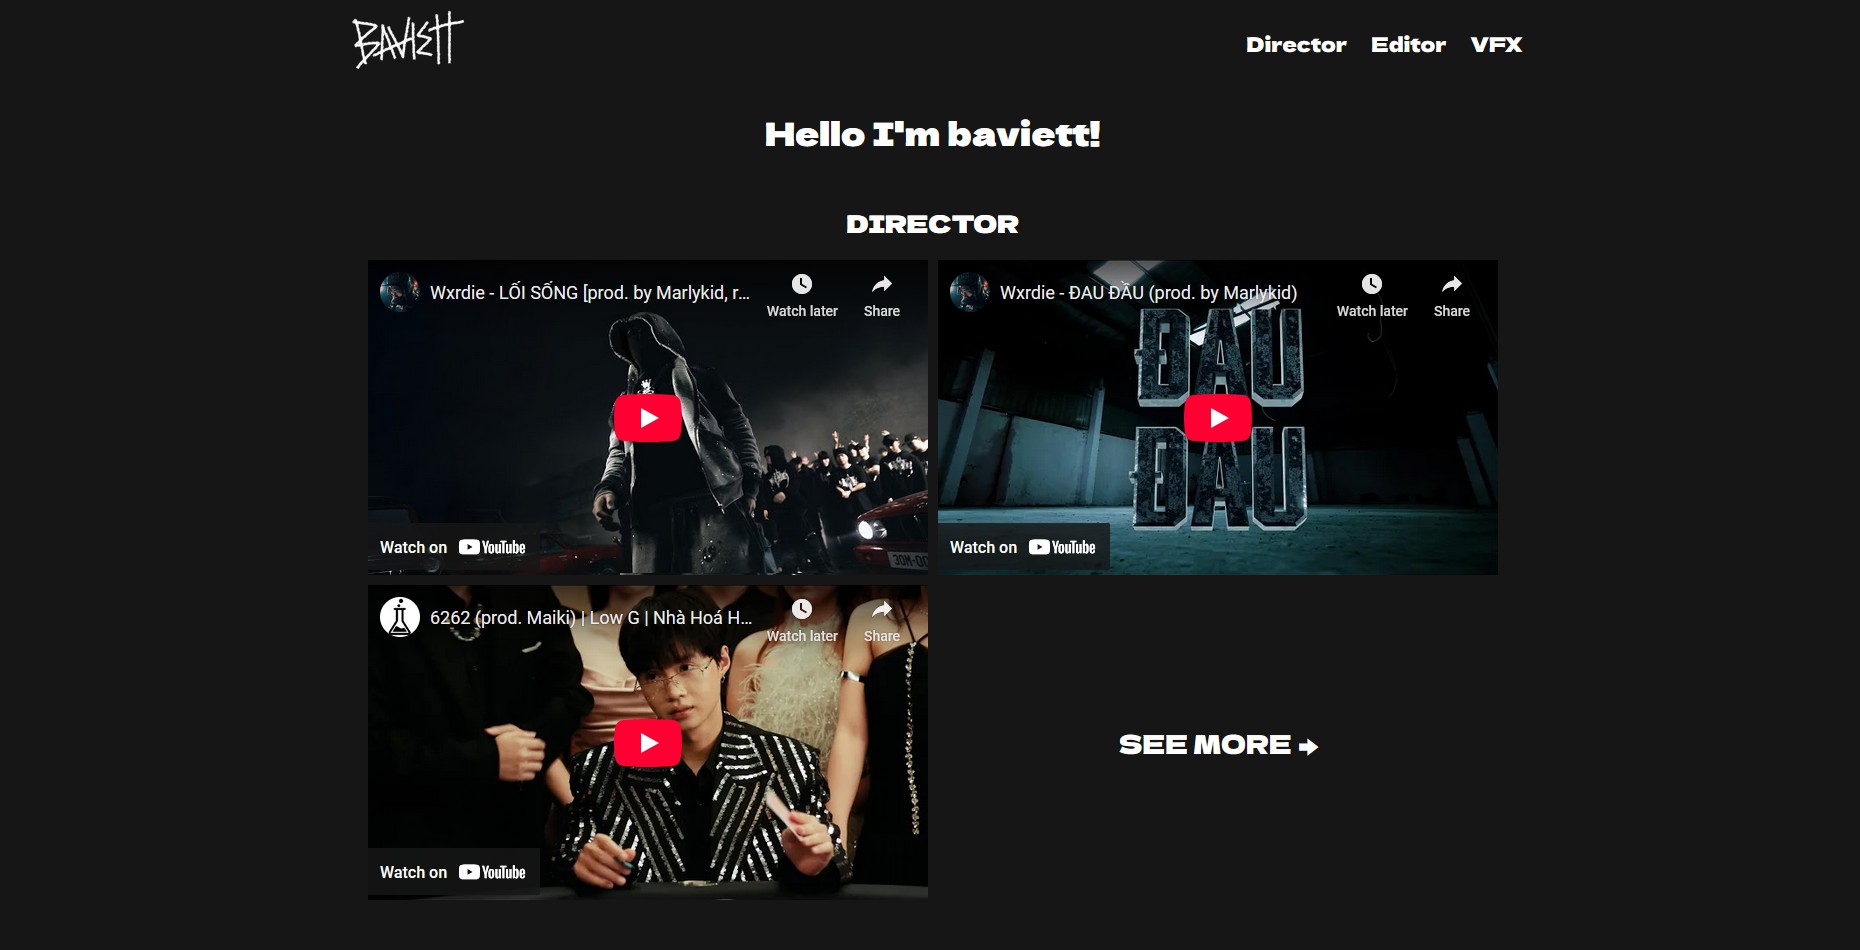 BAVIETT
Director Editor VFX
Hello I'm baviett!
DIRECTOR
Wxrdie - LỐI SỐNG [prod. by Marlykid, r...
Watch later
Share
Watch on YouTube
Wxrdie - ĐAU ĐẦU (prod. by Marlykid)
Watch later
Share
ĐAU
ĐAU
Watch on YouTube
6262 (prod. Maiki) | Low G | Nhà Hoá H...
Watch later
Share
Watch on YouTube
SEE MORE